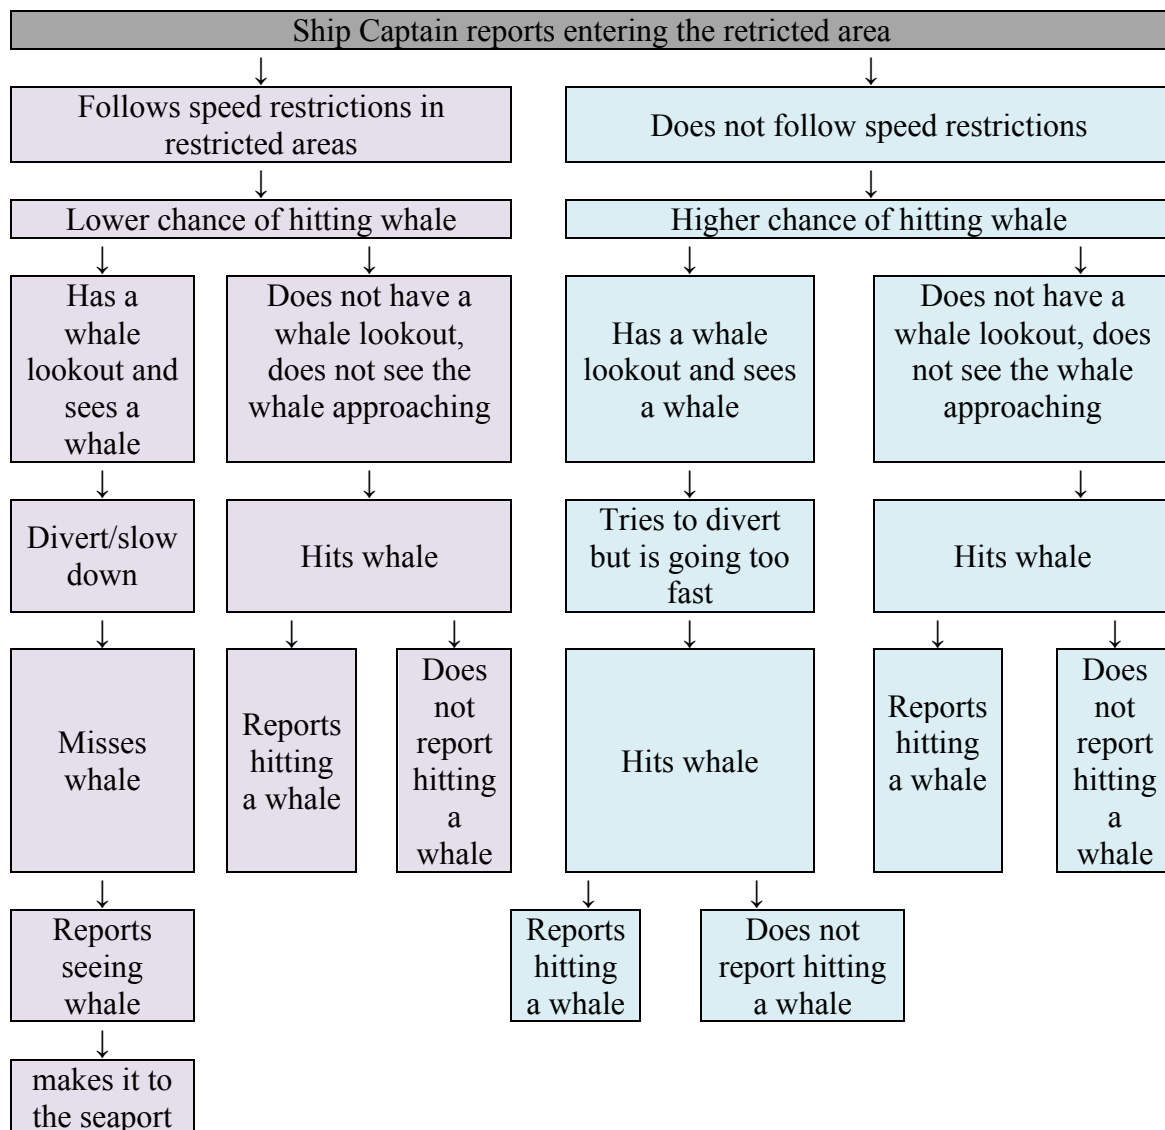 Ship Captain reports entering the retricted area
↓
↓
Follows speed restrictions in
restricted areas
Does not follow speed restrictions
↓
↓
Lower chance of hitting whale
Higher chance of hitting whale
↓
↓
↓
↓
Has a
whale
lookout and
sees a
whale
Does not have a
whale lookout,
does not see the
whale approaching
Has a whale
lookout and sees
a whale
Does not have a
whale lookout, does
not see the whale
approaching
↓
↓
↓
↓
Divert/slow
down
Hits whale
Tries to divert
but is going too
fast
Hits whale
↓
↓
↓
↓
↓
↓
Misses
whale
Reports
hitting
a whale
Does
not
report
hitting
a
whale
Hits whale
Reports
hitting
a whale
Does
not
report
hitting
a
whale
↓
↓
↓
Reports
seeing
whale
Reports
hitting
a whale
Does not
report hitting
a whale
↓
makes it to
the seaport